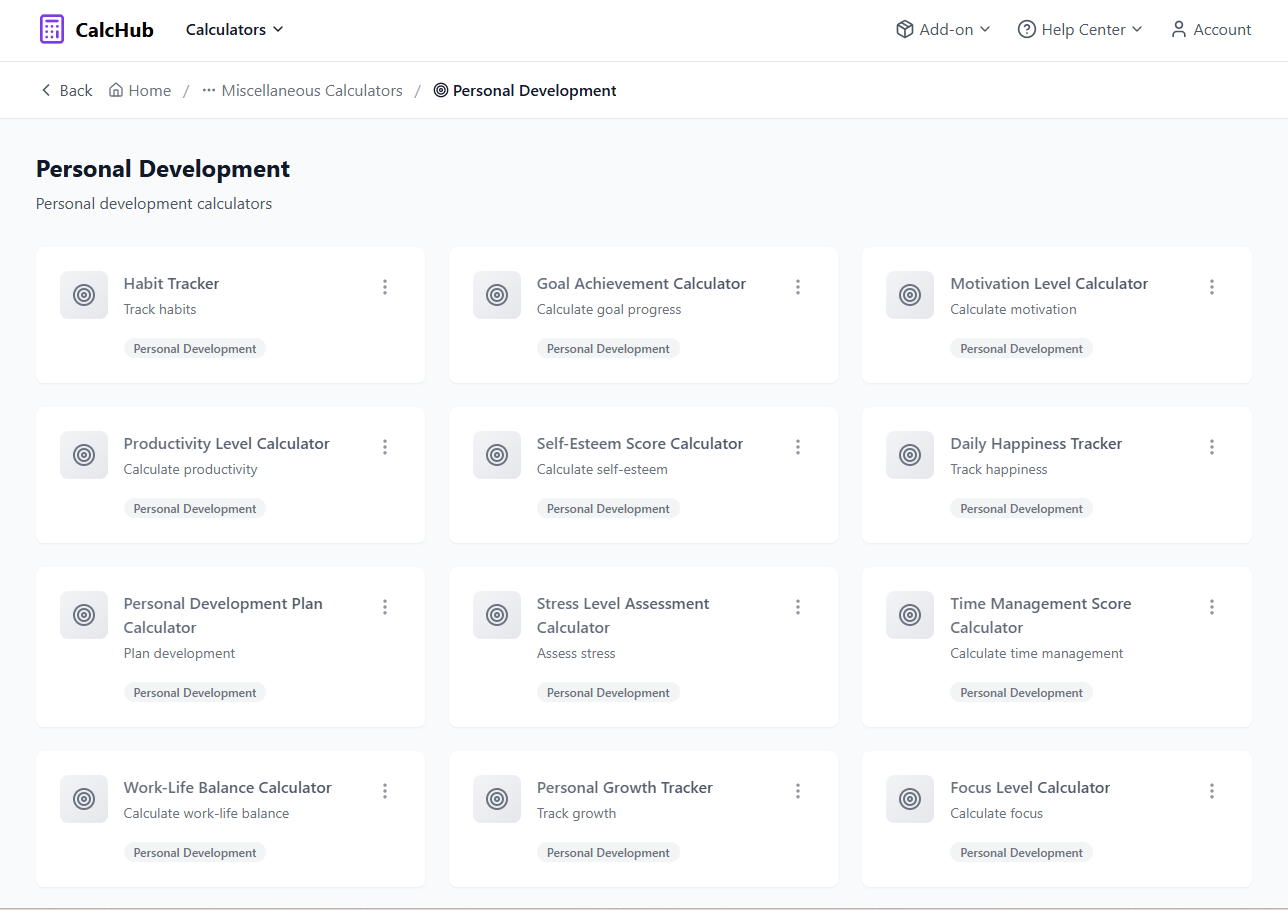 CalcHub
Calculators
Add-on
Help Center
Account
Back
Home / Miscellaneous Calculators / Personal Development
Personal Development
Personal development calculators
Habit Tracker
Track habits
Personal Development
Goal Achievement Calculator
Calculate goal progress
Personal Development
Motivation Level Calculator
Calculate motivation
Personal Development
Productivity Level Calculator
Calculate productivity
Personal Development
Self-Esteem Score Calculator
Calculate self-esteem
Personal Development
Daily Happiness Tracker
Track happiness
Personal Development
Personal Development Plan
Calculator
Plan development
Personal Development
Stress Level Assessment
Calculator
Assess stress
Personal Development
Time Management Score
Calculator
Calculate time management
Personal Development
Work-Life Balance Calculator
Calculate work-life balance
Personal Development
Personal Growth Tracker
Track growth
Personal Development
Focus Level Calculator
Calculate focus
Personal Development